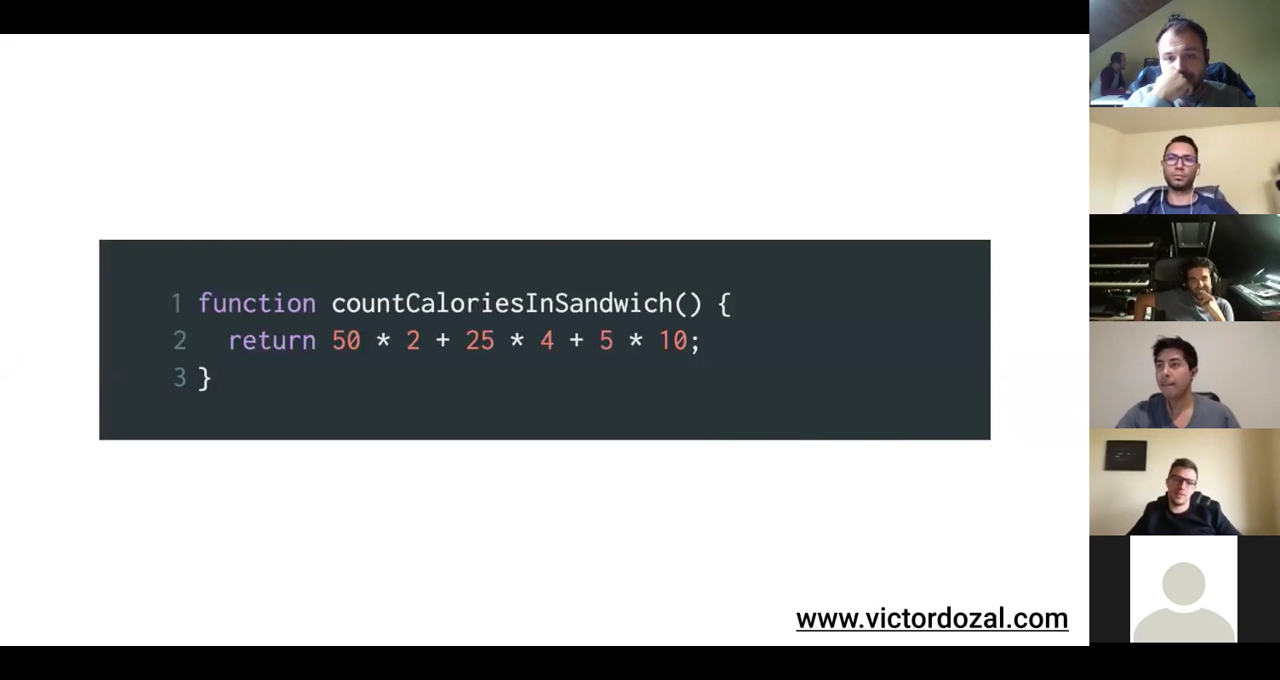 1 function countCaloriesInSandwich() {
2 return 50 * 2 + 25 * 4 + 5 * 10;
3 }
www.victordozal.com